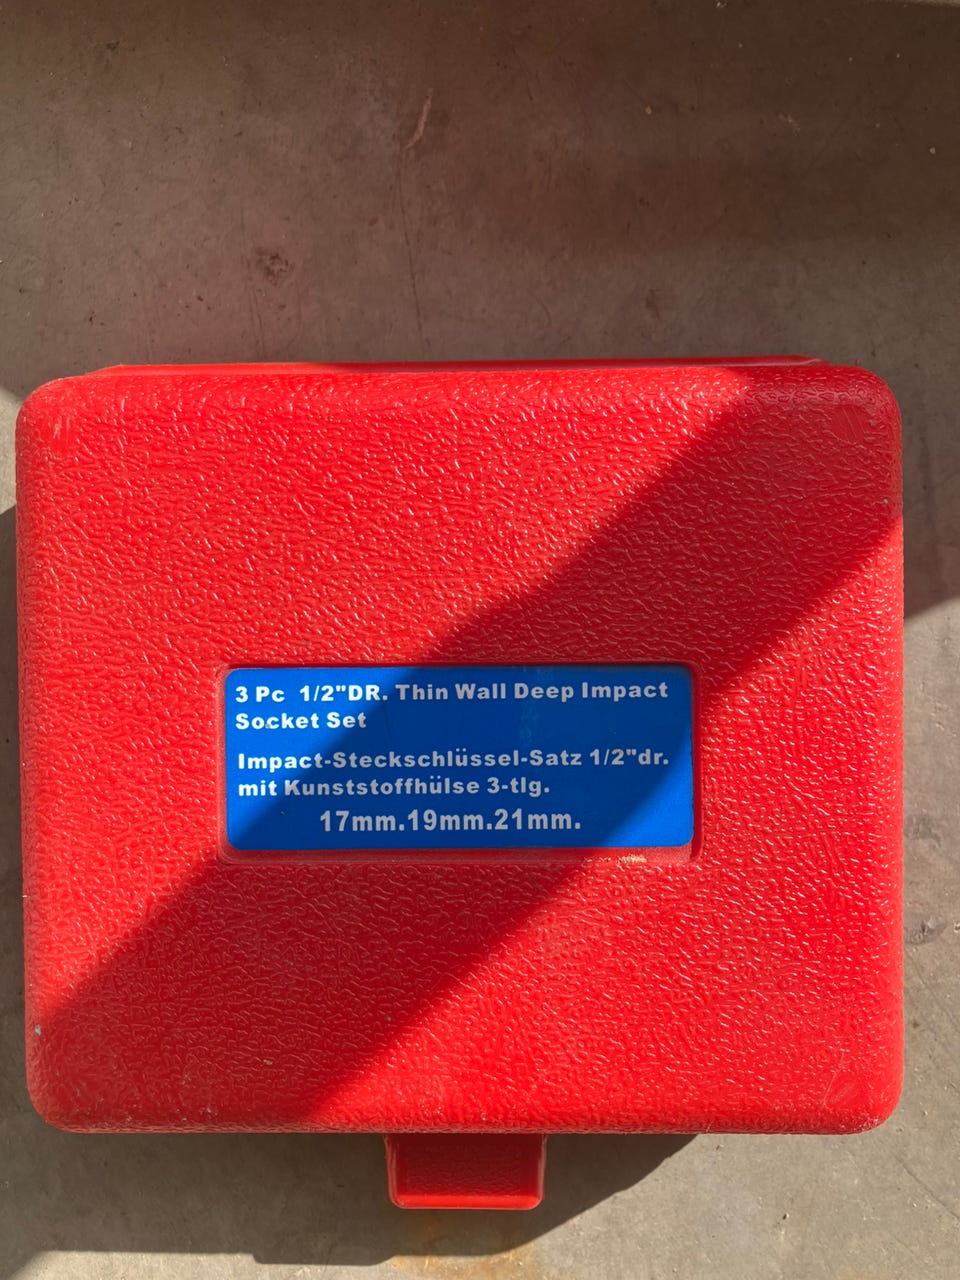 3 Pc 1/2"DR. Thin Wall Deep Impact
Socket Set
Impact-Steckschlüssel-Satz 1/2"dr.
mit Kunststoffhülse 3-tlg.
17mm.19mm.21mm.